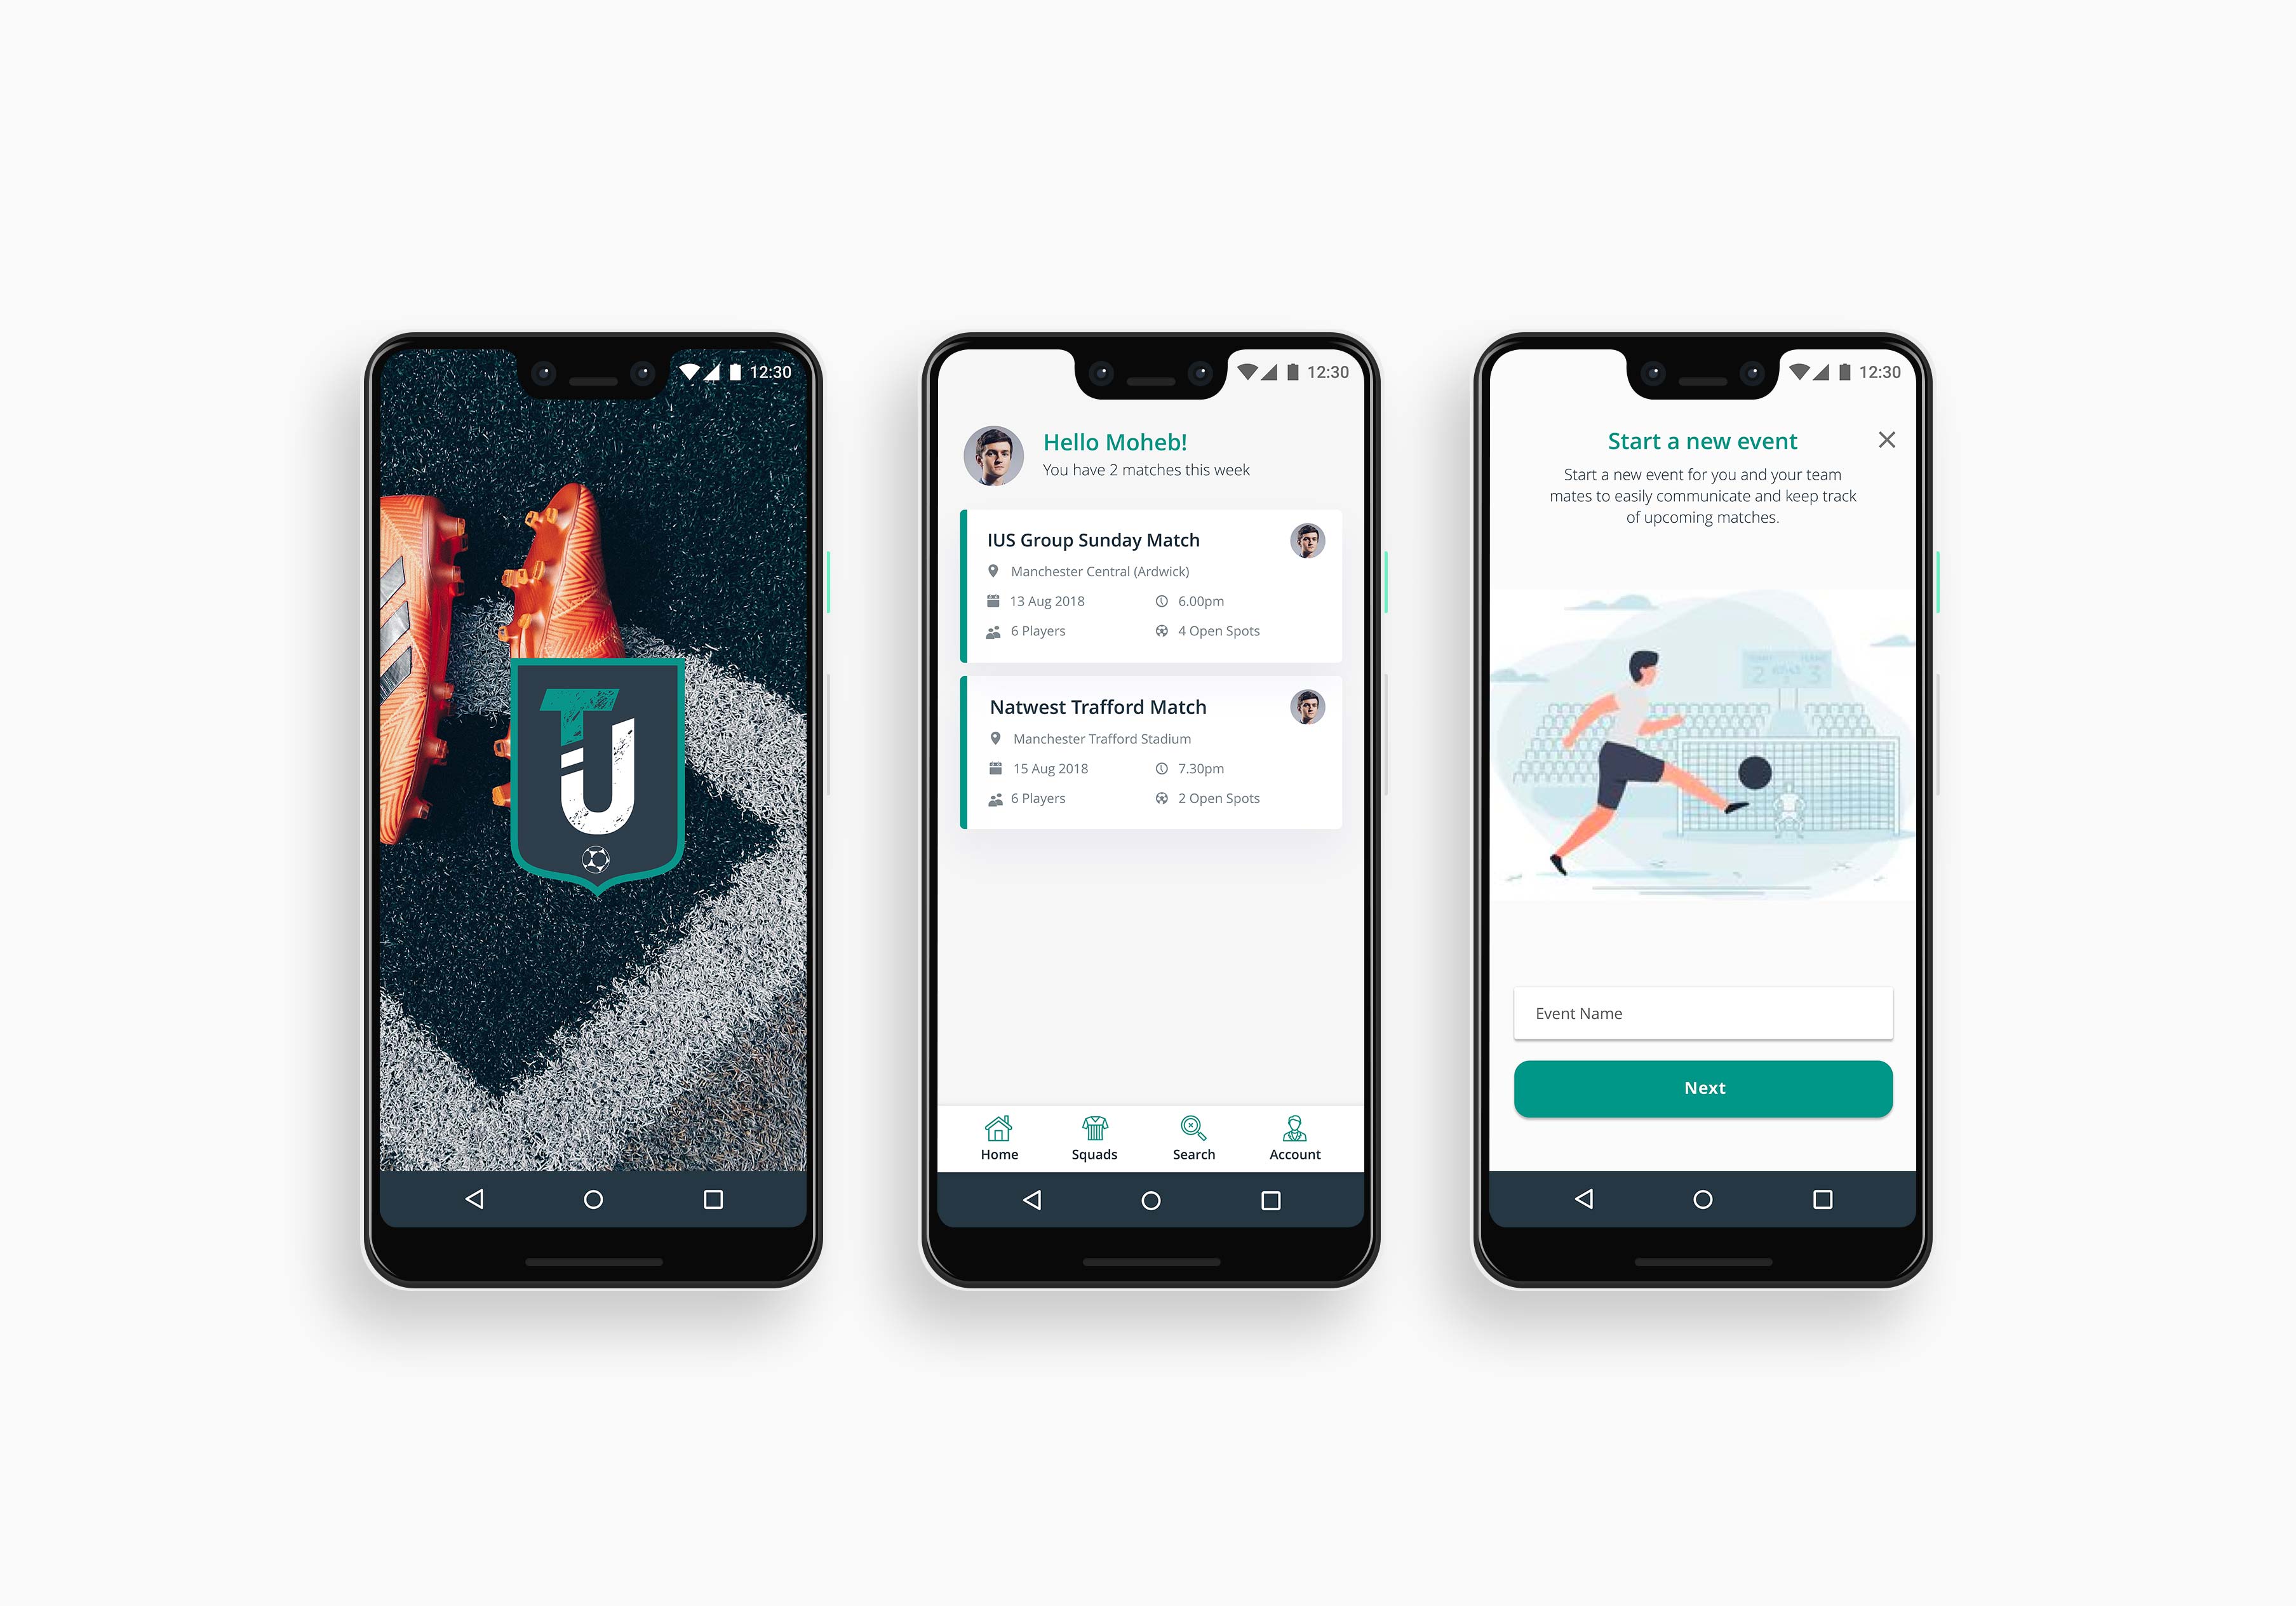 12:30
TU
12:30
Hello Moheb!
You have 2 matches this week
IUS Group Sunday Match
Manchester Central (Ardwick)
13 Aug 2018
6.00pm
6 Players
4 Open Spots
Natwest Trafford Match
Manchester Trafford Stadium
15 Aug 2018
7.30pm
6 Players
2 Open Spots
Home
Squads
Search
Account
12:30
Start a new event
Start a new event for you and your team
mates to easily communicate and keep track
of upcoming matches.
2
3
Event Name
Next